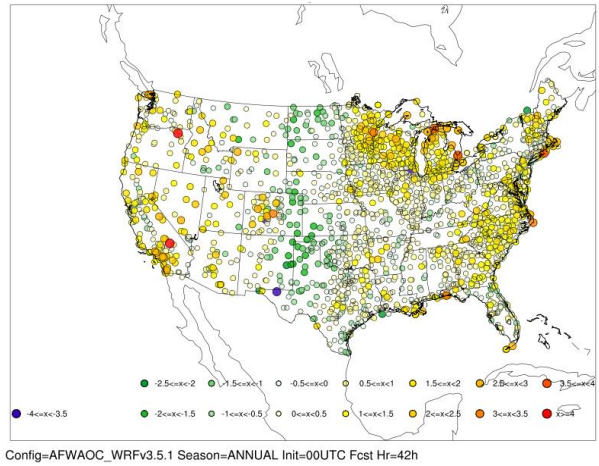 -2.5<=x<-2 -1.5<=x<-1 -0.5<=x<0 0.5<=x<1 1.5<=x<2 2.5<=x<3 3.5<=x<4
-4<=x<-3.5 -2<=x<-1.5 -1<=x<-0.5 0<=x<0.5 1<=x<1.5 2<=x<2.5 3<=x<3.5 x>=4
Config=AFWAOC_WRFv3.5.1 Season=ANNUAL Init=00UTC Fcst Hr=42h